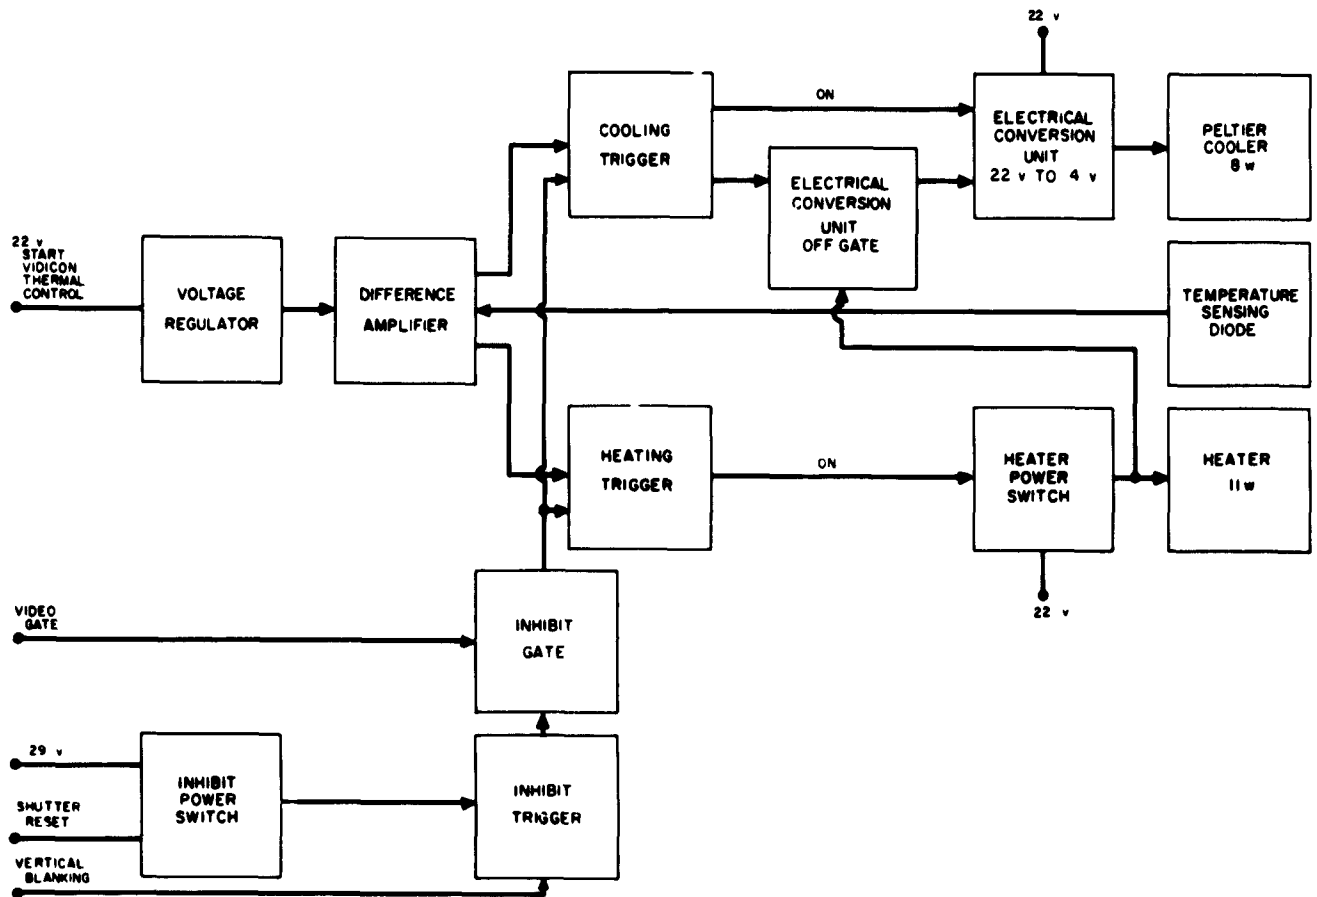 22 v
COOLING
TRIGGER
ON
ELECTRICAL
CONVERSION
UNIT
22 v TO 4 v
PELTIER
COOLER
8 w
ELECTRICAL
CONVERSION
UNIT
OFF GATE
22 v
START
VIDICON
THERMAL
CONTROL
VOLTAGE
REGULATOR
DIFFERENCE
AMPLIFIER
TEMPERATURE
SENSING
DIODE
HEATING
TRIGGER
ON
HEATER
POWER
SWITCH
HEATER
11 w
22 v
VIDEO
GATE
INHIBIT
GATE
29 v
SHUTTER
RESET
INHIBIT
POWER
SWITCH
INHIBIT
TRIGGER
VERTICAL
BLANKING